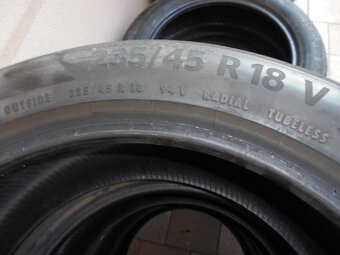 235/45 R 18 V
OUTSIDE 235/45 R 18 94 V RADIAL TUBELESS